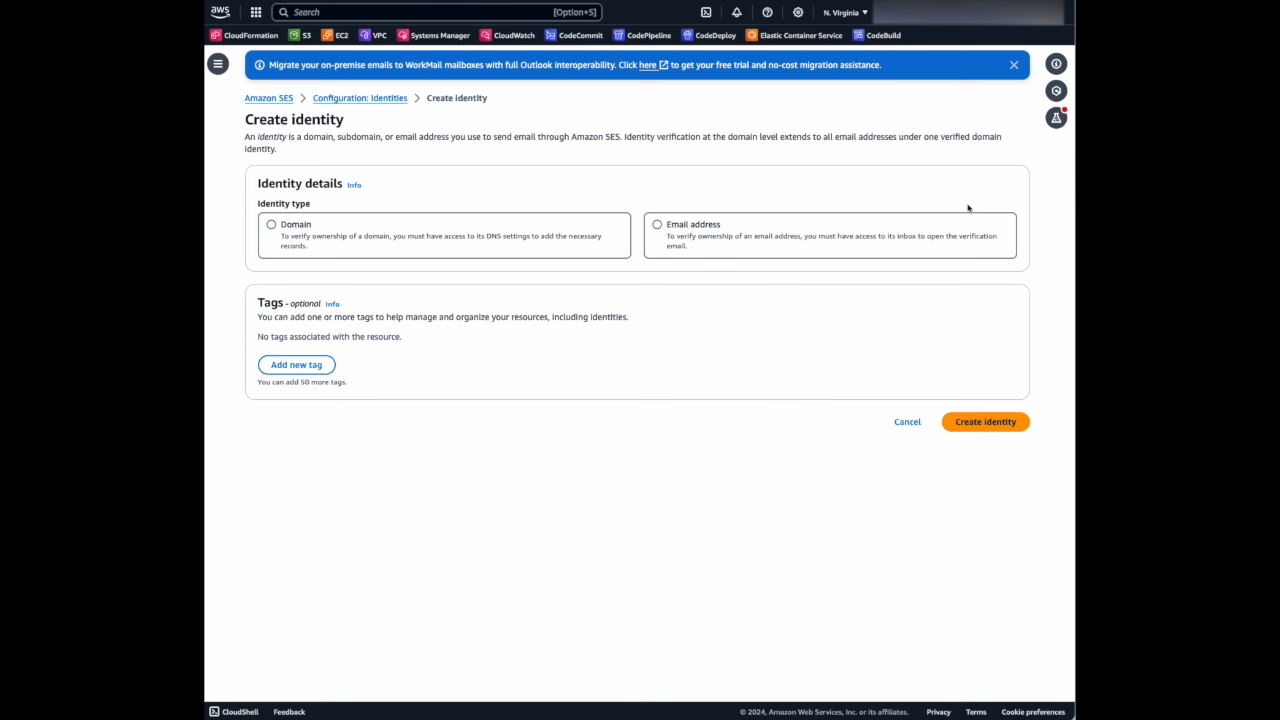 aws
Search [Option+S]
N. Virginia
CloudFormation S3 EC2 VPC Systems Manager CloudWatch CodeCommit CodePipeline CodeDeploy Elastic Container Service CodeBuild
Migrate your on-premise emails to WorkMail mailboxes with full Outlook interoperability. Click here to get your free trial and no-cost migration assistance.
Amazon SES > Configuration: Identities > Create identity
Create identity
An identity is a domain, subdomain, or email address you use to send email through Amazon SES. Identity verification at the domain level extends to all email addresses under one verified domain
identity.
Identity details Info
Identity type
Domain
To verify ownership of a domain, you must have access to its DNS settings to add the necessary
records.
Email address
To verify ownership of an email address, you must have access to its inbox to open the verification
email.
Tags - optional Info
You can add one or more tags to help manage and organize your resources, including identities.
No tags associated with the resource.
Add new tag
You can add 50 more tags.
Cancel Create identity
CloudShell Feedback © 2024, Amazon Web Services, Inc. or its affiliates. Privacy Terms Cookie preferences